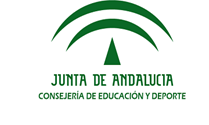 JUNTA DE ANDALUCIA
CONSEJERÍA DE EDUCACIÓN Y DEPORTE